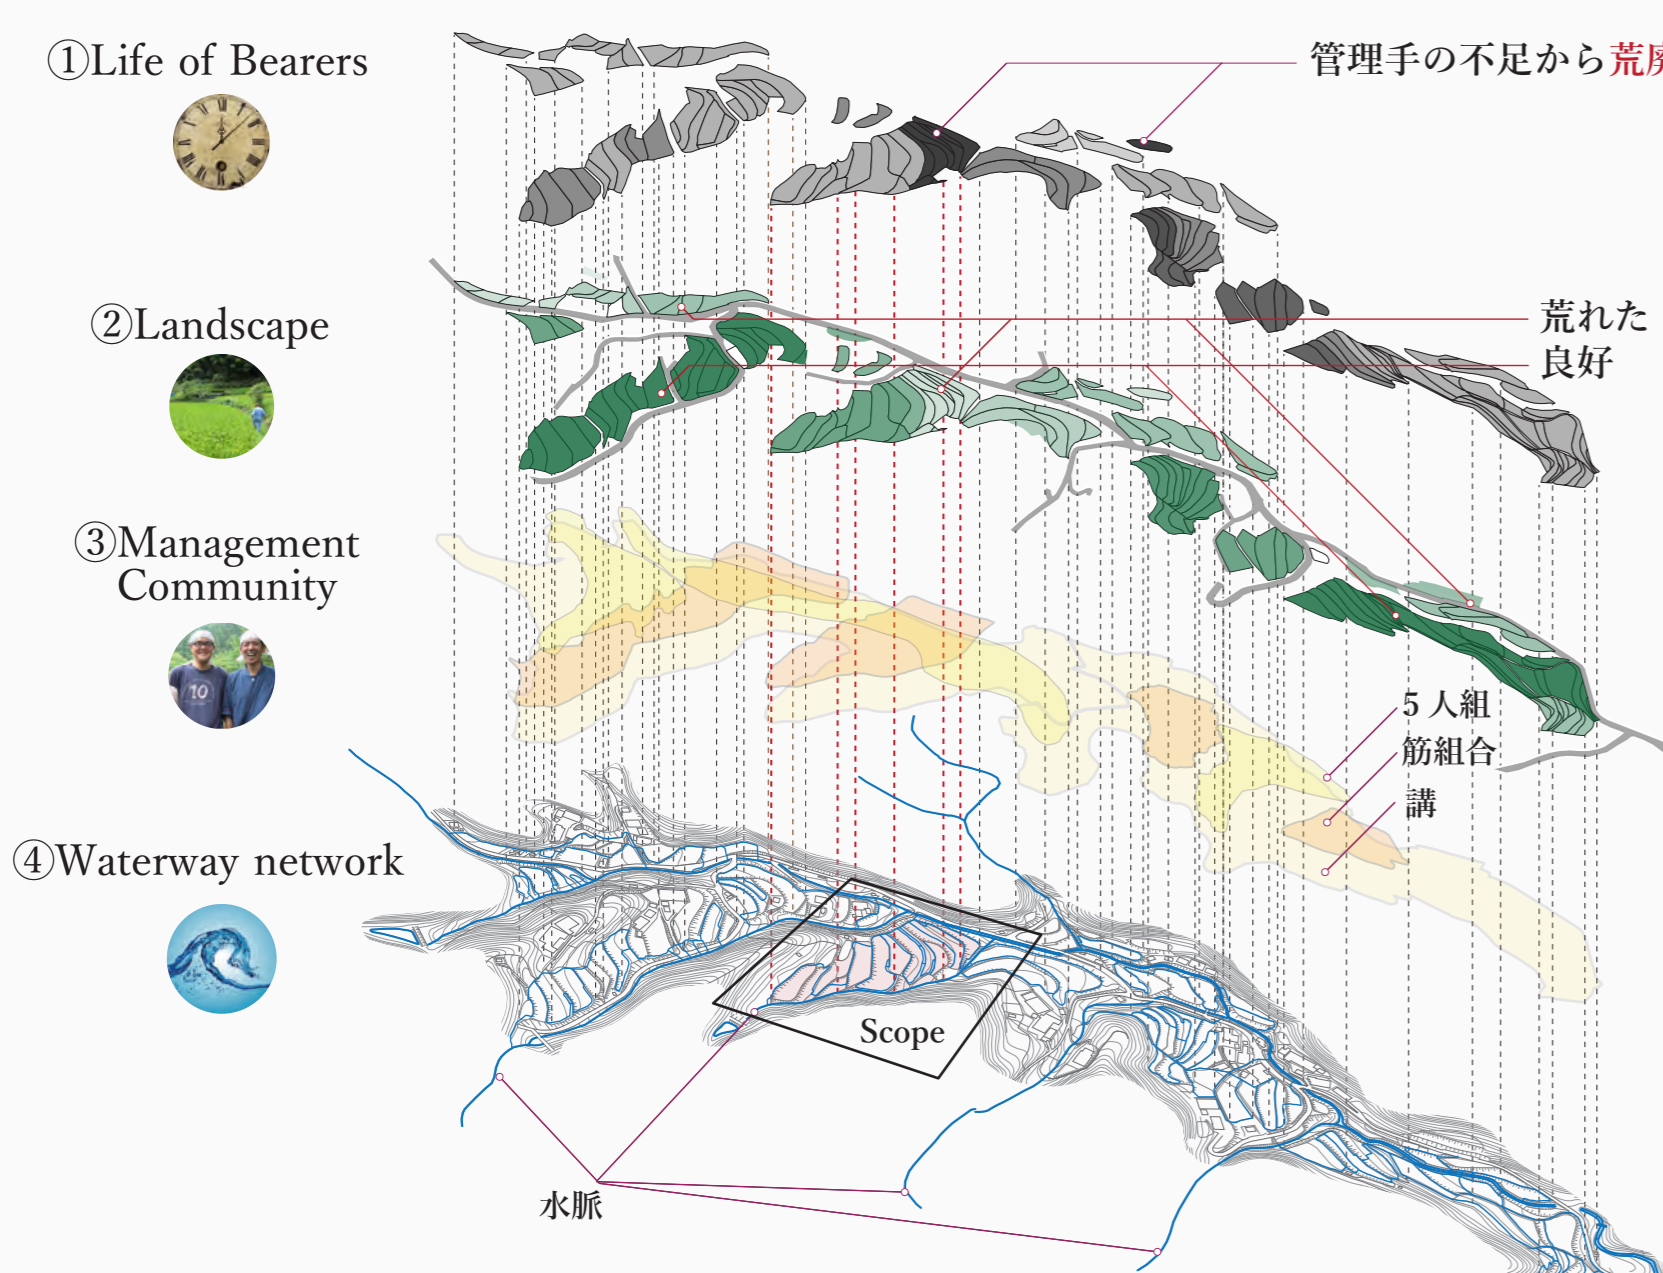 ①Life of Bearers
管理手の不足から荒廃
②Landscape
荒れた
良好
③Management
Community
10
5 人組
筋組合
講
④Waterway network
Scope
水脈